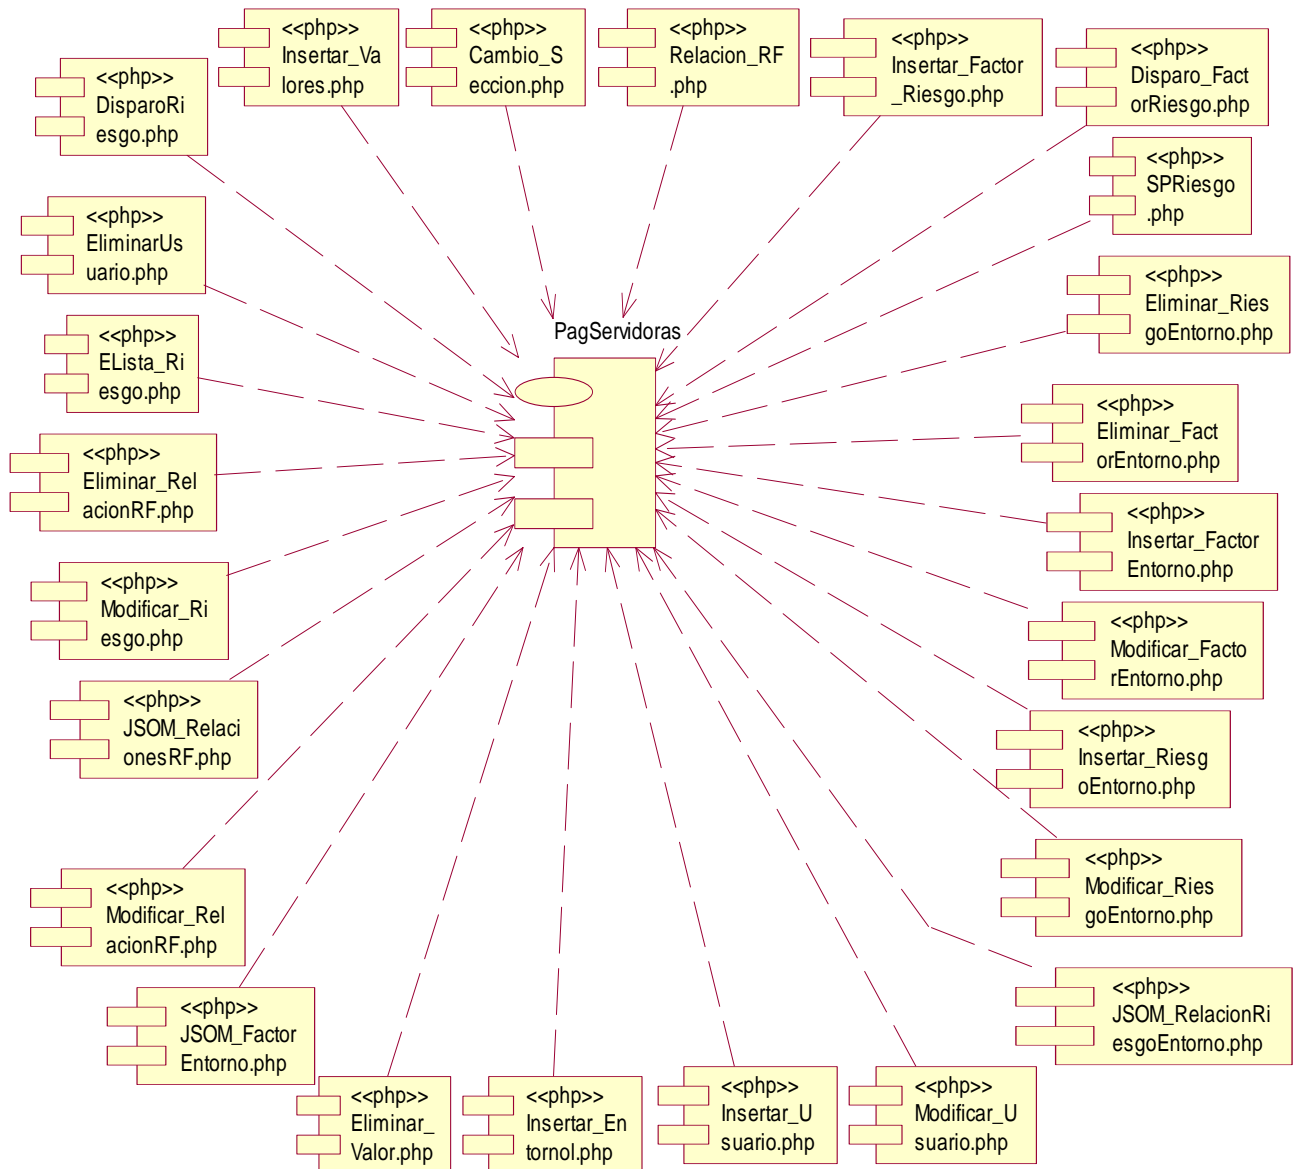 <<php>>
Insertar_Va
lores.php
<<php>>
Cambio_S
eccion.php
<<php>>
Relacion_RF
.php
<<php>>
Insertar_Factor
_Riesgo.php
<<php>>
Disparo_Fact
orRiesgo.php
<<php>>
DisparoRi
esgo.php
<<php>>
SPRiesgo
.php
<<php>>
EliminarUs
uario.php
<<php>>
Eliminar_Ries
goEntorno.php
<<php>>
ELista_Ri
esgo.php
PagServidoras
<<php>>
Eliminar_Fact
orEntorno.php
<<php>>
Eliminar_Rel
acionRF.php
<<php>>
Insertar_Factor
Entorno.php
<<php>>
Modificar_Ri
esgo.php
<<php>>
Modificar_Facto
rEntorno.php
<<php>>
JSOM_Relaci
onesRF.php
<<php>>
Insertar_Riesg
oEntorno.php
<<php>>
Modificar_Rel
acionRF.php
<<php>>
Modificar_Ries
goEntorno.php
<<php>>
JSOM_Factor
Entorno.php
<<php>>
JSOM_RelacionRi
esgoEntorno.php
<<php>>
Eliminar_
Valor.php
<<php>>
Insertar_En
tornol.php
<<php>>
Insertar_U
suario.php
<<php>>
Modificar_U
suario.php